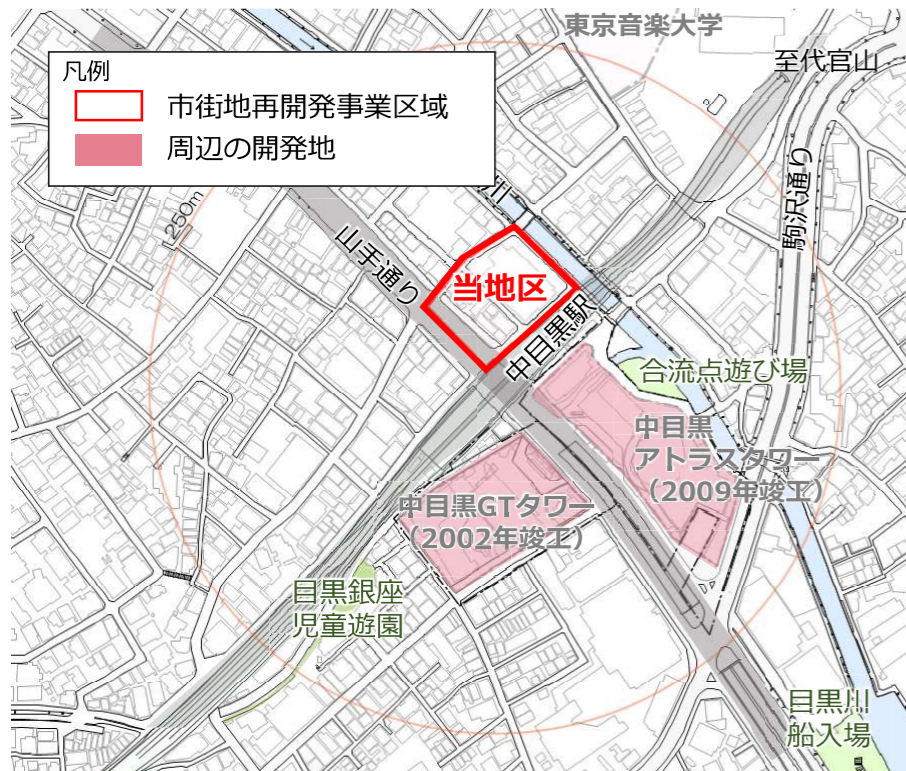 東京音楽大学
至代官山
凡例
市街地再開発事業区域
周辺の開発地
川
250m
山手通り
駒沢通り
当地区
中目黒駅
合流点遊び場
中目黒
アトラスタワー
（2009年竣工）
中目黒GTタワー
（2002年竣工）
目黒銀座
児童遊園
目黒川
船入場